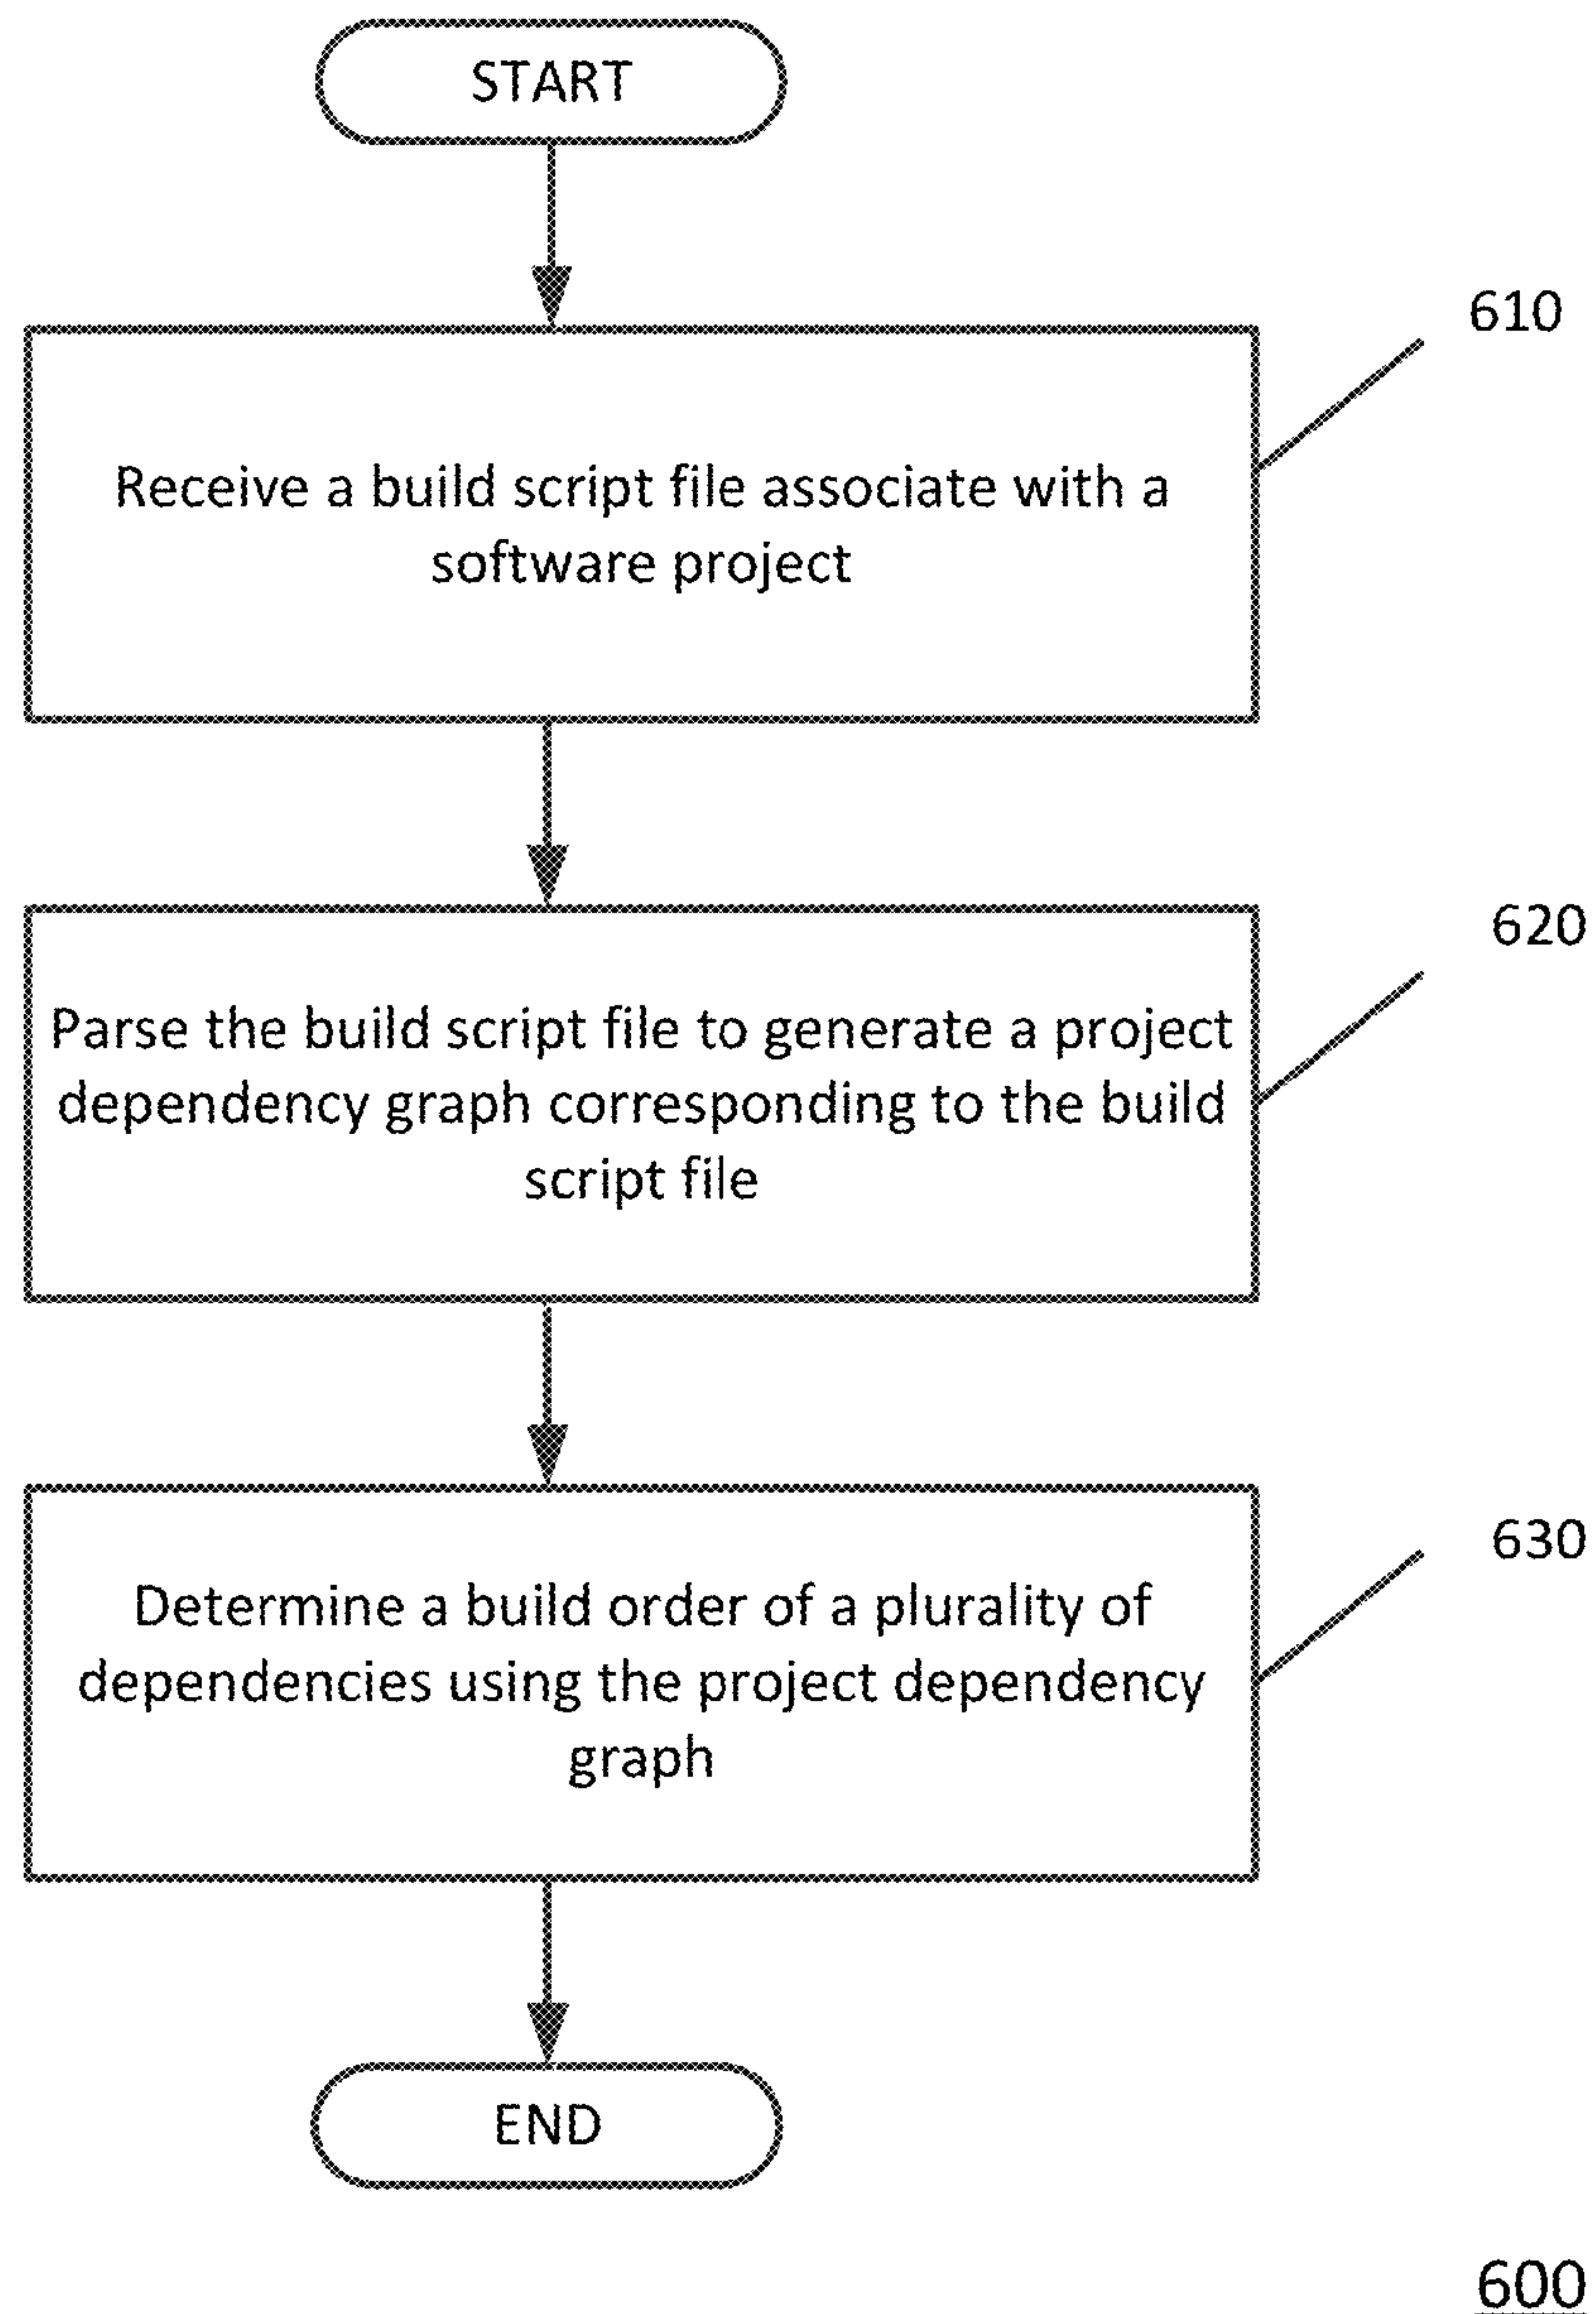 START
610
Receive a build script file associate with a
software project
620
Parse the build script file to generate a project
dependency graph corresponding to the build
script file
630
Determine a build order of a plurality of
dependencies using the project dependency
graph
END
600